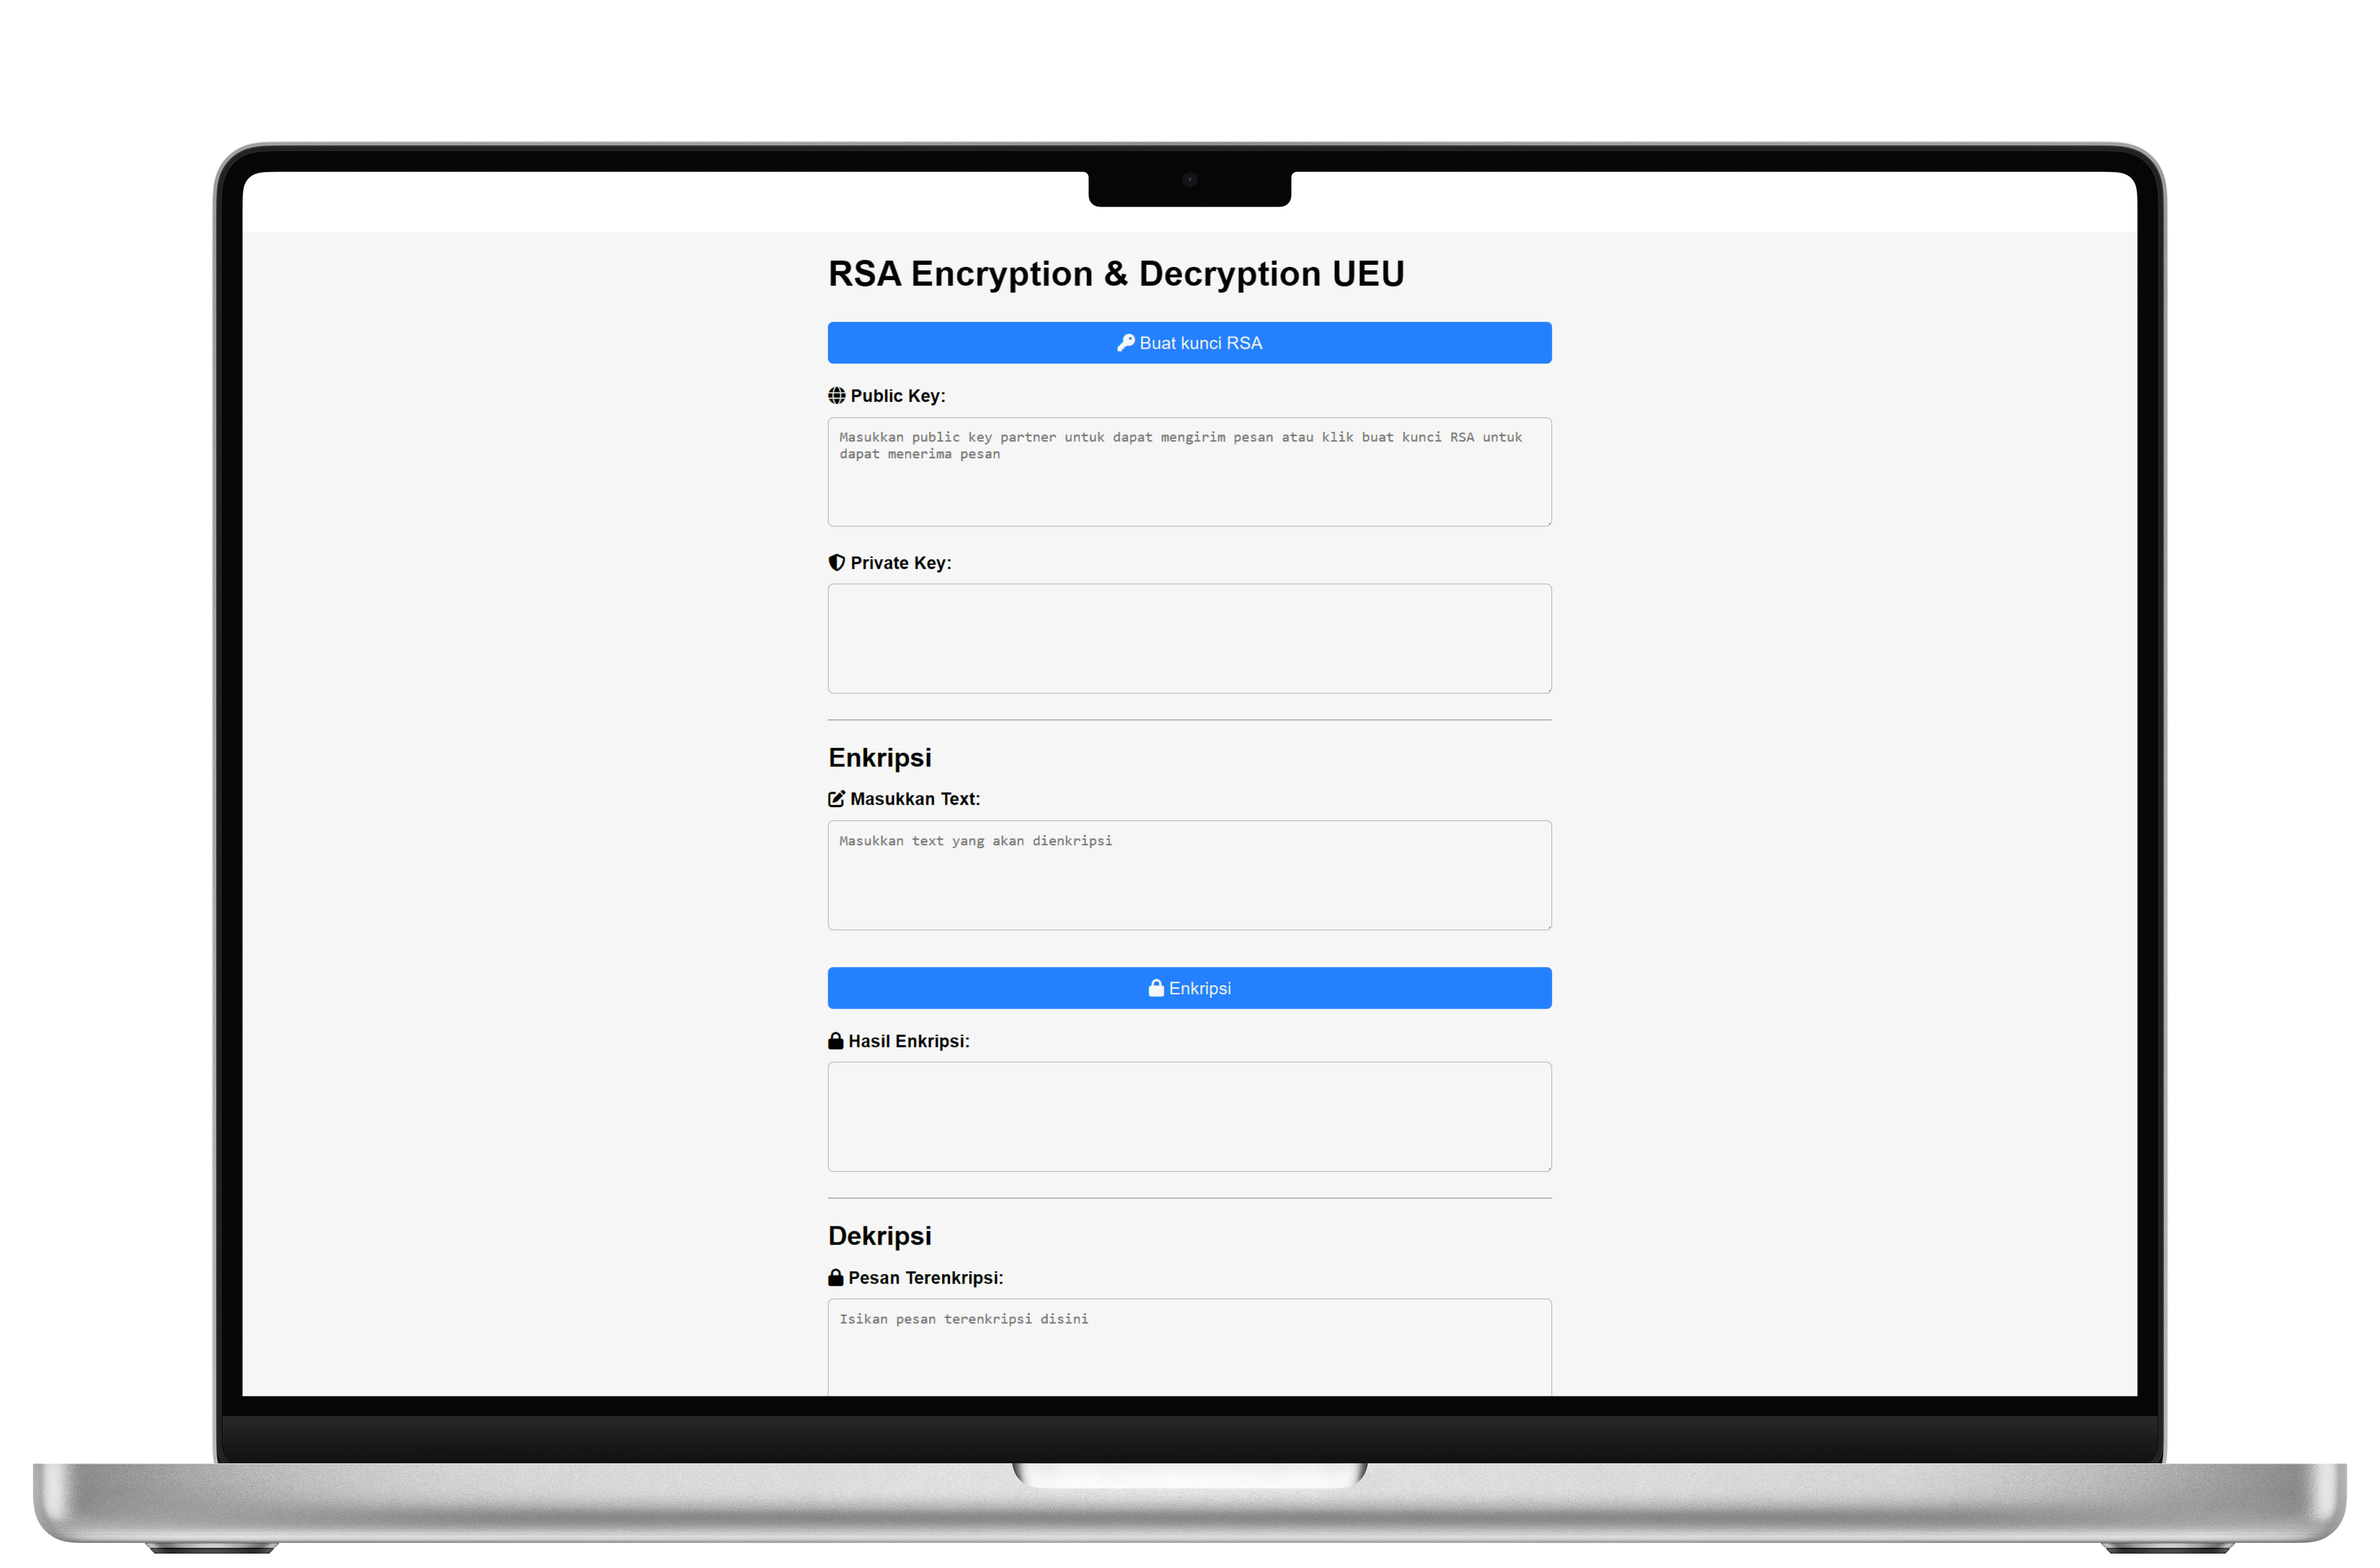 RSA Encryption & Decryption UEU
Buat kunci RSA
Public Key:
Masukkan public key partner untuk dapat mengirim pesan atau klik buat kunci RSA untuk
dapat menerima pesan
Private Key:
Enkripsi
Masukkan Text:
Masukkan text yang akan dienkripsi
Enkripsi
Hasil Enkripsi:
Dekripsi
Pesan Terenkripsi:
Isikan pesan terenkripsi disini